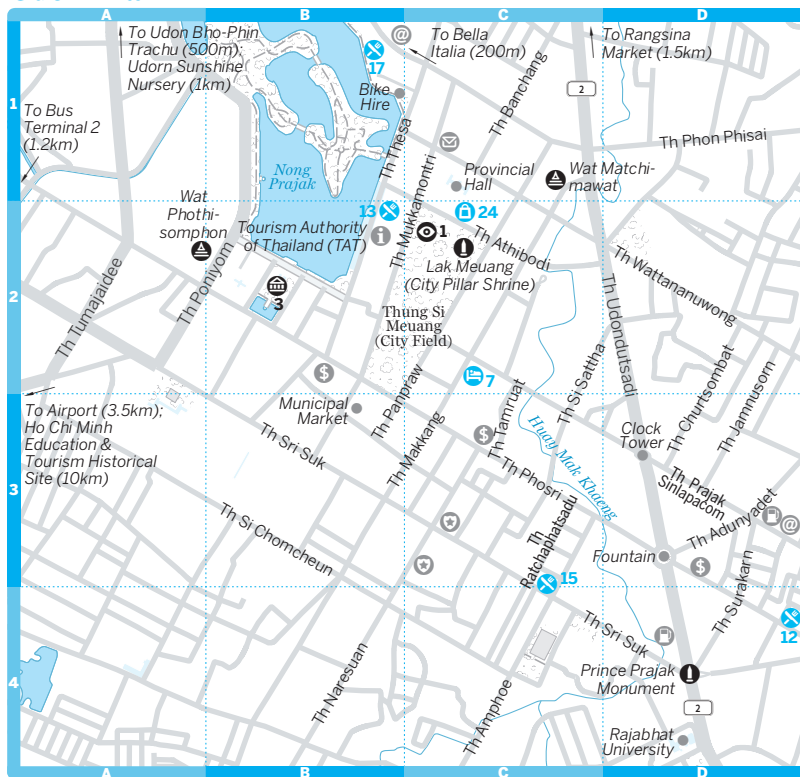 A
B
C
D
To Udon Bho-Phin
Trachu (500m);
Udorn Sunshine
Nursery (1km)
@
17
To Bella
Italia (200m)
To Rangsina
Market (1.5km)
2
1
Bike
Hire
Th Banchang
To Bus
Terminal 2
(1.2km)
Th Thesa
Th Phon Phisai
Nong
Prajak
Th Mukkamontri
Provincial
Hall
Wat Matchi-
mawat
Wat
Phothi-
somphon
13
24
Tourism Authority
of Thailand (TAT)
i
1
Th Athibodi
Lak Meuang
(City Pillar Shrine)
Th Wattananuwong
2
Th Tumajaidee
Th Poniyom
3
Th Udondutsadi
Thung Si
Meuang
(City Field)
Th Si Sattha
Th Churtsombat
Th Jamnusorn
$
7
To Airport (3.5km);
Ho Chi Minh
Education &
Tourism Historical
Site (10km)
Municipal
Market
Th Panpraw
Th Makkang
Th Tamruat
$
Huay Mak Khaeng
Clock
Tower
Th Sri Suk
3
Th Phosri
Th Prajak
Sinlapacom
Th Si Chomcheun
Th
Ratchaphatsadu
Th Adunyadet
@
Fountain
$
Th Surakarn
15
12
Th Sri Suk
4
Th Naresuan
Th Amphoe
Prince Prajak
Monument
2
Rajabhat
University
A
B
C
D